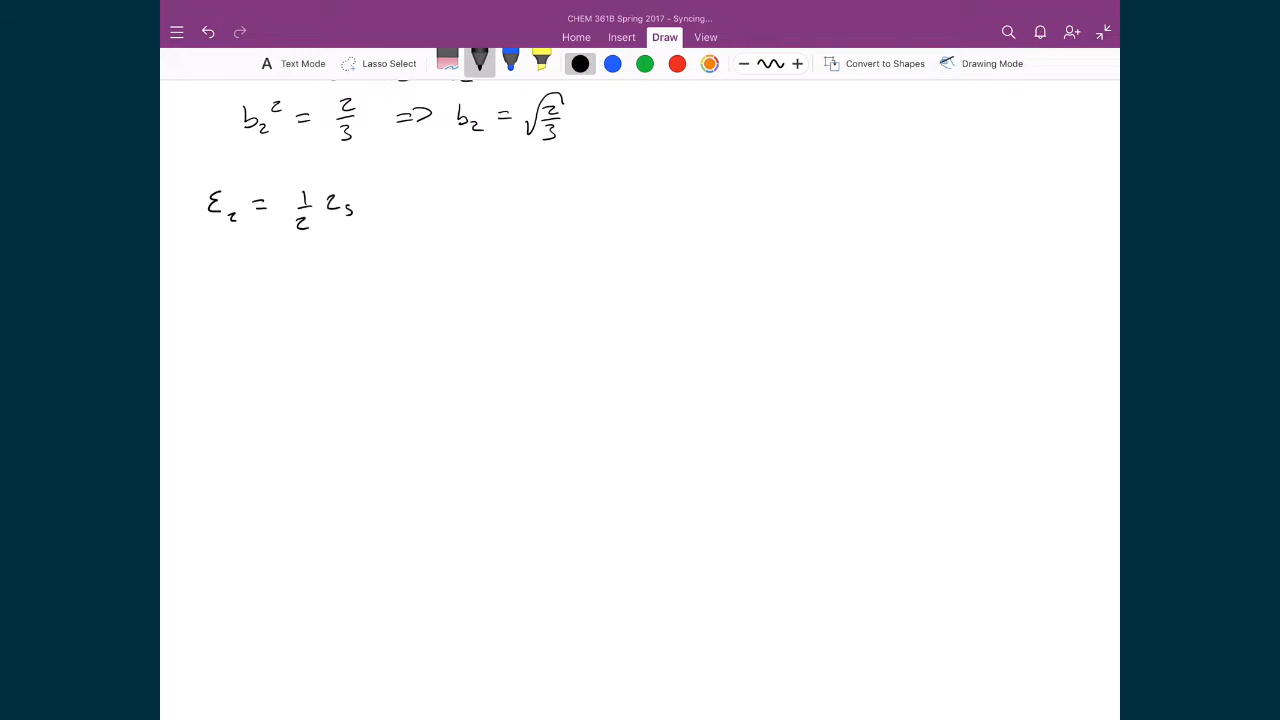 CHEM 361B Spring 2017 - Syncing...
Home Insert Draw View
A Text Mode Lasso Select Convert to Shapes Drawing Mode
b₂² = 2/3 => b₂ = √(2/3)
ε₂ = 1/2 2s